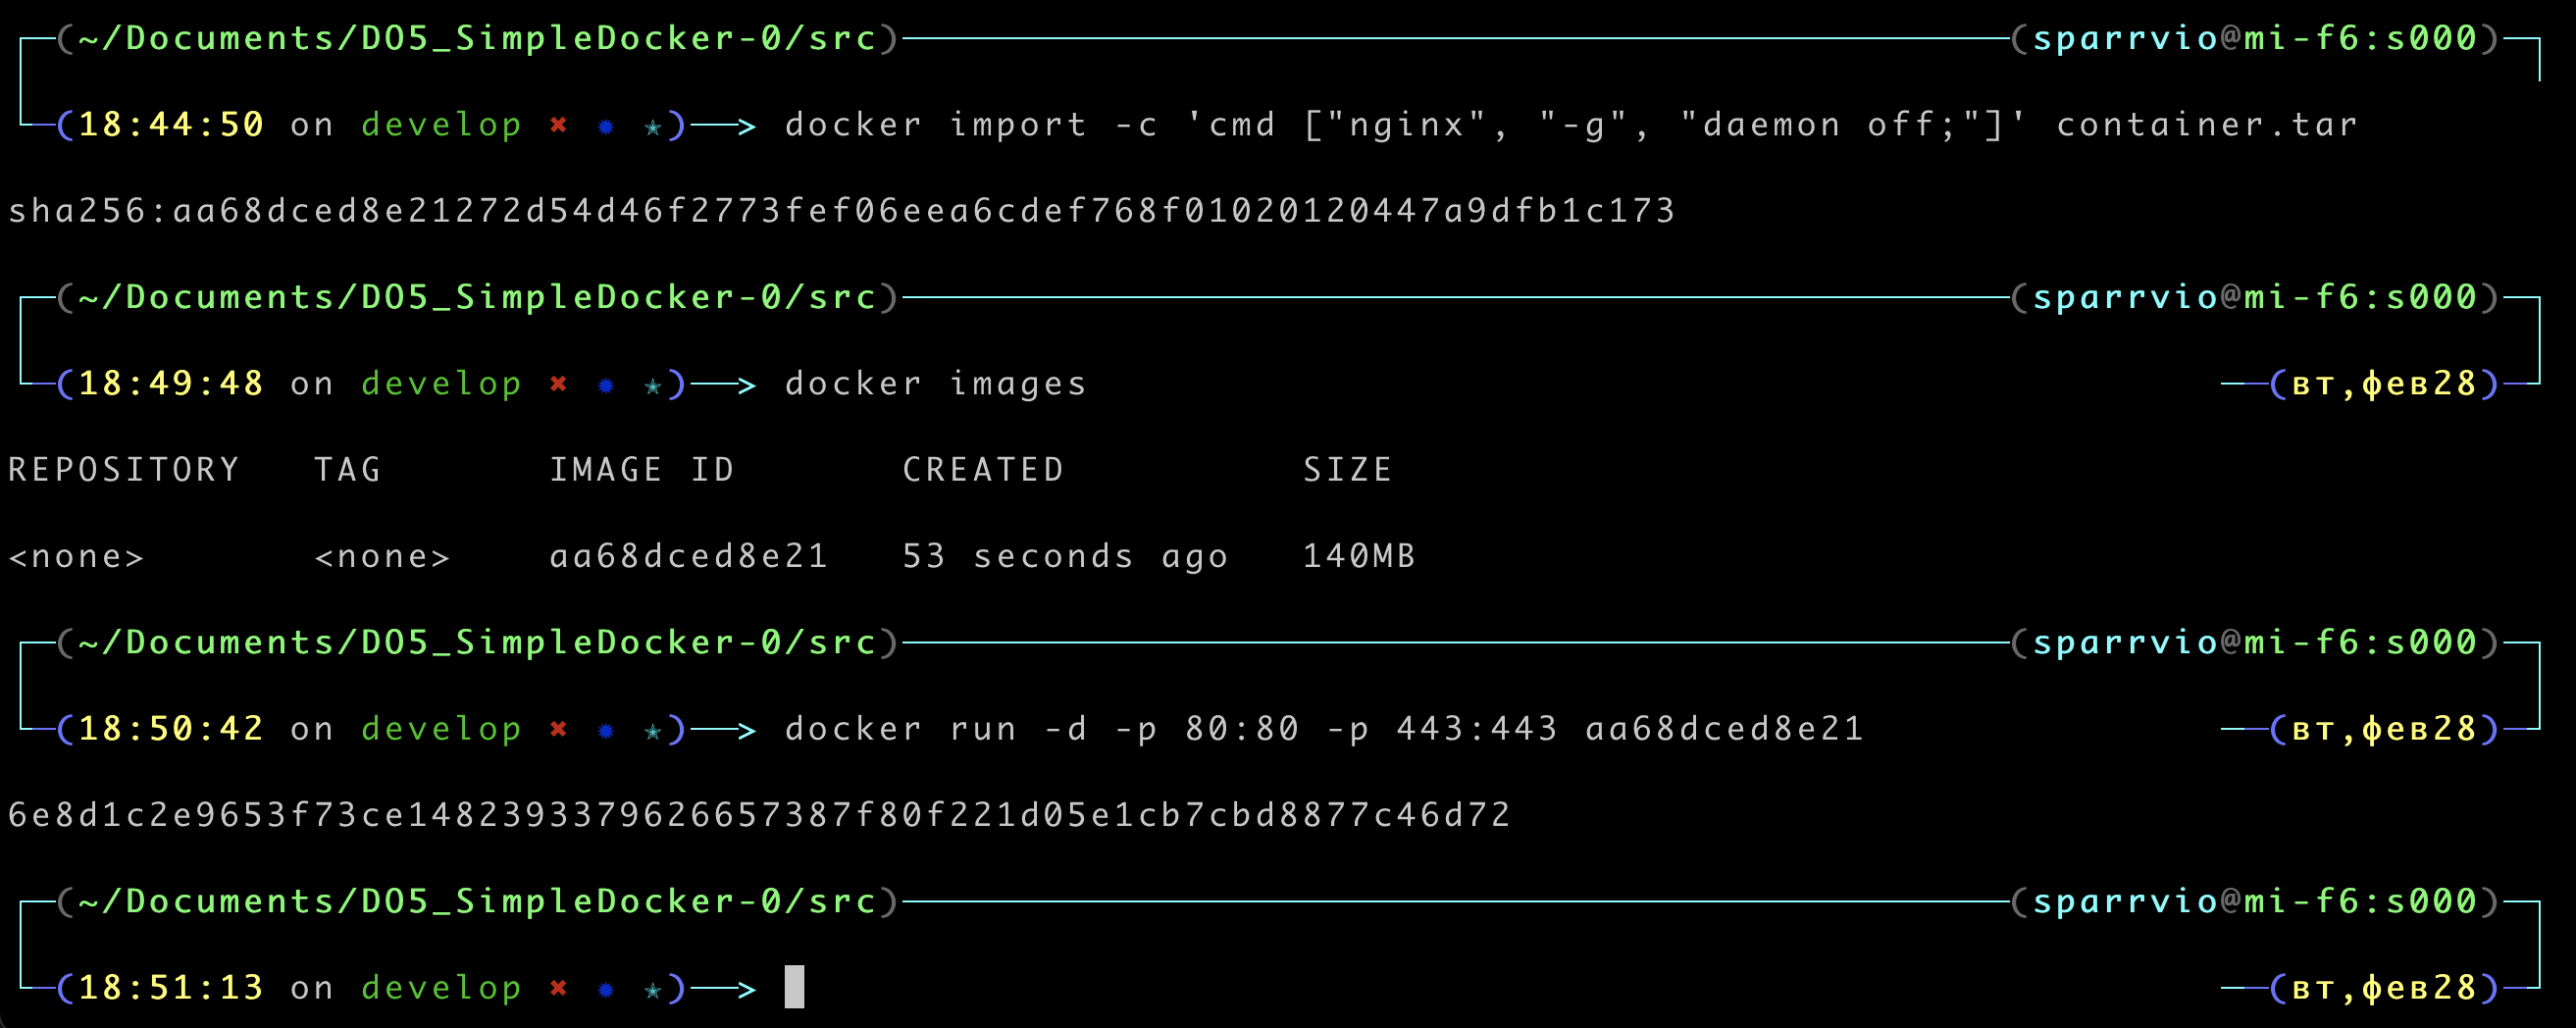 (~/Documents/DO5_SimpleDocker-0/src) (sparrvio@mi-f6:s000)
(18:44:50 on develop ✖ ✹ ✭)──> docker import -c 'cmd ["nginx", "-g", "daemon off;"]' container.tar
sha256:aa68dced8e21272d54d46f2773fef06eea6cdef768f01020120447a9dfb1c173
(~/Documents/DO5_SimpleDocker-0/src) (sparrvio@mi-f6:s000)
(18:49:48 on develop ✖ ✹ ✭)──> docker images (вт,фев28)
REPOSITORY TAG IMAGE ID CREATED SIZE
<none> <none> aa68dced8e21 53 seconds ago 140MB
(~/Documents/DO5_SimpleDocker-0/src) (sparrvio@mi-f6:s000)
(18:50:42 on develop ✖ ✹ ✭)──> docker run -d -p 80:80 -p 443:443 aa68dced8e21 (вт,фев28)
6e8d1c2e9653f73ce1482393379626657387f80f221d05e1cb7cbd8877c46d72
(~/Documents/DO5_SimpleDocker-0/src) (sparrvio@mi-f6:s000)
(18:51:13 on develop ✖ ✹ ✭)──> (вт,фев28)